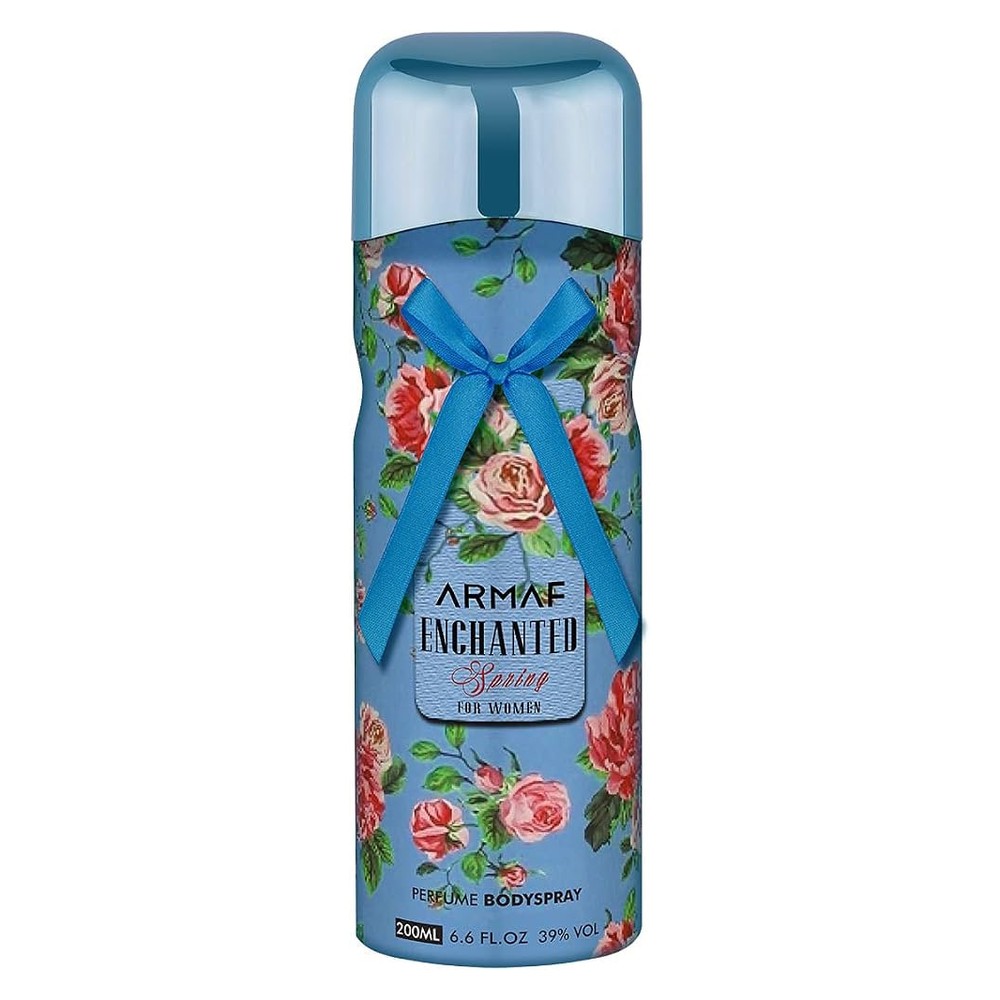 ARMAF
ENCHANTED
Spring
FOR WOMEN
PERFUME BODYSPRAY
200ML 6.6 FL.OZ 39% VOL